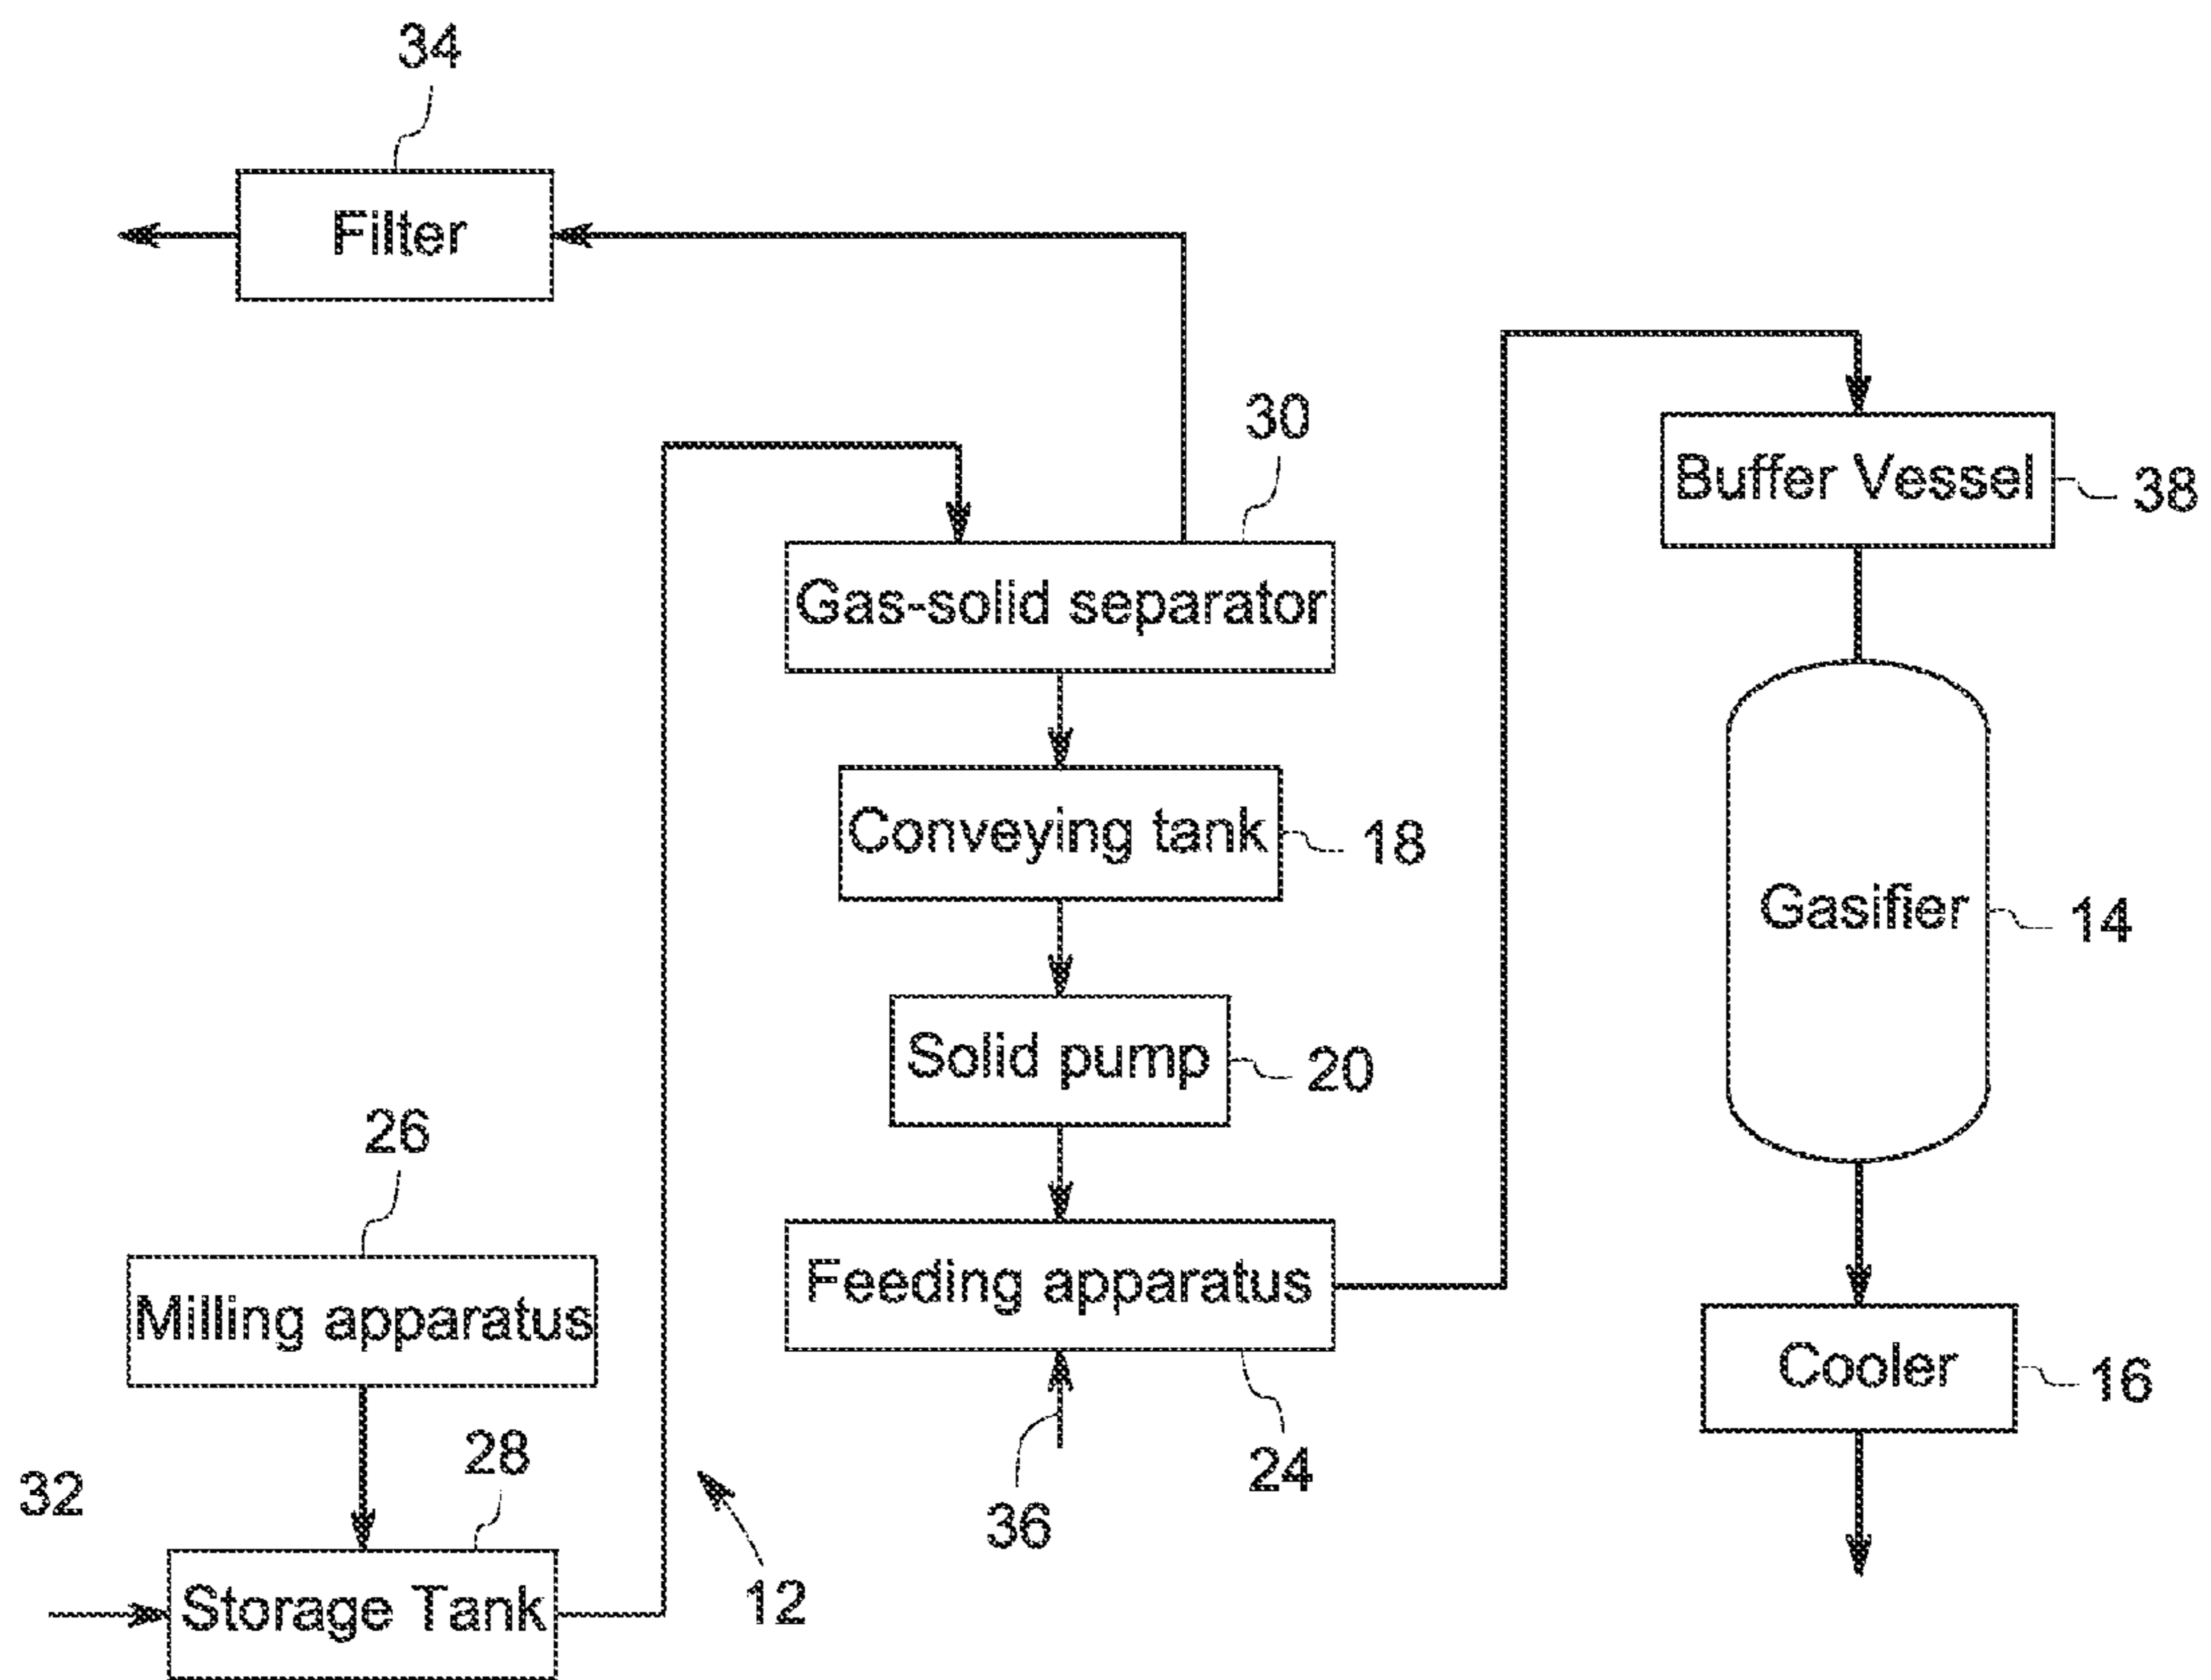 34
Filter
30
Buffer Vessel
38
Gas-solid separator
Conveying tank
18
Gasifier
14
Solid pump
20
26
Feeding apparatus
Milling apparatus
Cooler
16
28
24
32
36
12
Storage Tank